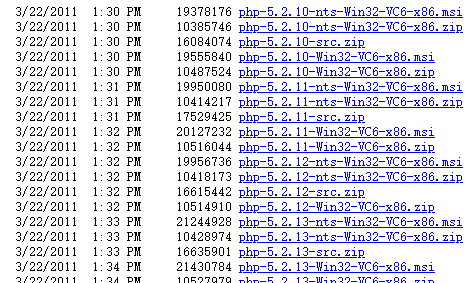 3/22/2011 1:30 PM 19378176 php-5.2.10-nts-Win32-VC6-x86.msi
3/22/2011 1:30 PM 10385746 php-5.2.10-nts-Win32-VC6-x86.zip
3/22/2011 1:30 PM 16084074 php-5.2.10-src.zip
3/22/2011 1:30 PM 19555840 php-5.2.10-Win32-VC6-x86.msi
3/22/2011 1:30 PM 10487524 php-5.2.10-Win32-VC6-x86.zip
3/22/2011 1:31 PM 19950080 php-5.2.11-nts-Win32-VC6-x86.msi
3/22/2011 1:31 PM 10414217 php-5.2.11-nts-Win32-VC6-x86.zip
3/22/2011 1:31 PM 17529425 php-5.2.11-src.zip
3/22/2011 1:32 PM 20127232 php-5.2.11-Win32-VC6-x86.msi
3/22/2011 1:32 PM 10516044 php-5.2.11-Win32-VC6-x86.zip
3/22/2011 1:32 PM 19956736 php-5.2.12-nts-Win32-VC6-x86.msi
3/22/2011 1:32 PM 10418173 php-5.2.12-nts-Win32-VC6-x86.zip
3/22/2011 1:32 PM 16615442 php-5.2.12-src.zip
3/22/2011 1:32 PM 10514910 php-5.2.12-Win32-VC6-x86.zip
3/22/2011 1:33 PM 21244928 php-5.2.13-nts-Win32-VC6-x86.msi
3/22/2011 1:33 PM 10428974 php-5.2.13-nts-Win32-VC6-x86.zip
3/22/2011 1:33 PM 16635901 php-5.2.13-src.zip
3/22/2011 1:34 PM 21430784 php-5.2.13-Win32-VC6-x86.msi
3/22/2011 1:34 PM 10527979 php-5.2.13-Win32-VC6-x86.zip